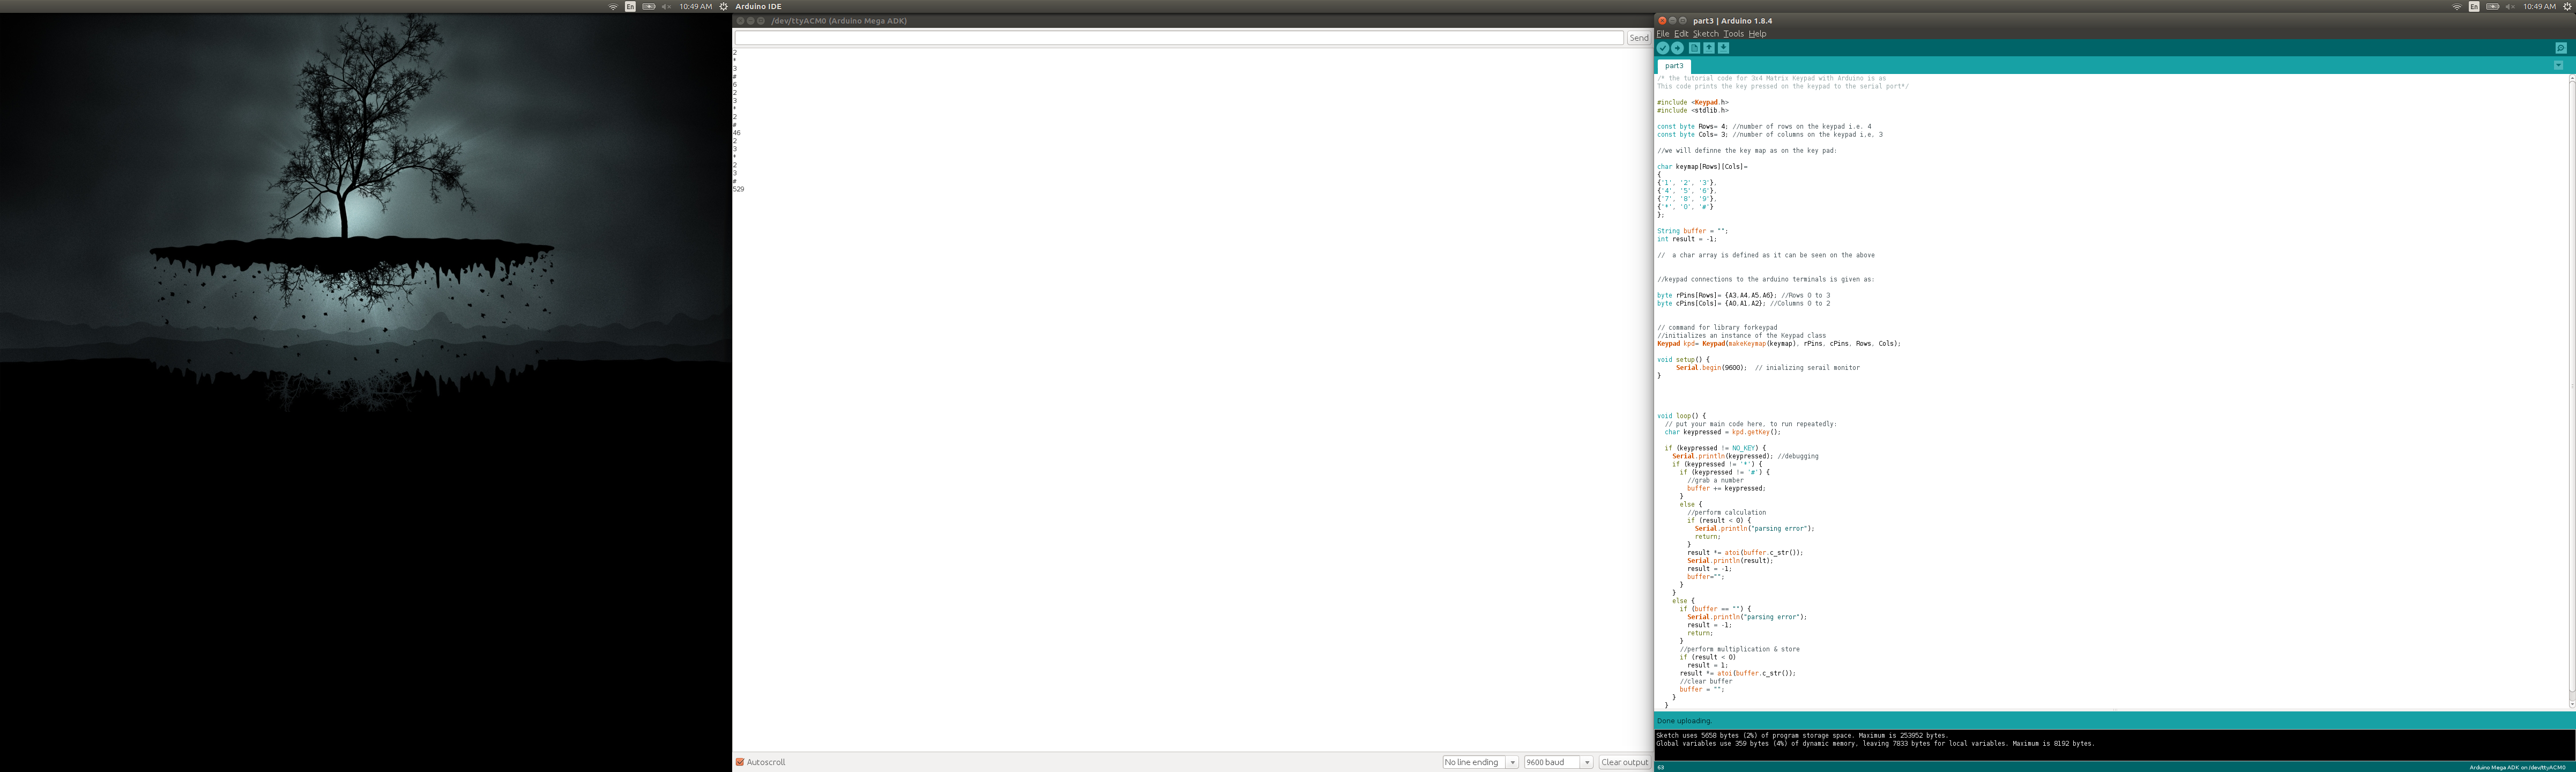 En
10:49 AM
Arduino IDE
En
10:49 AM
/dev/ttyACM0 (Arduino Mega ADK)
Send
2
*
3
#
6
2
3
*
2
#
46
2
3
*
2
3
#
529
Autoscroll
No line ending
9600 baud
Clear output
part3 | Arduino 1.8.4
File Edit Sketch Tools Help
part3
/* the tutorial code for 3x4 Matrix Keypad with Arduino is as
This code prints the key pressed on the keypad to the serial port*/
#include <Keypad.h>
#include <stdlib.h>
const byte Rows= 4; //number of rows on the keypad i.e. 4
const byte Cols= 3; //number of columns on the keypad i.e. 3
//we will definne the key map as on the key pad:
char keymap[Rows][Cols]=
{
{'1', '2', '3'},
{'4', '5', '6'},
{'7', '8', '9'},
{'*', '0', '#'}
};
String buffer = "";
int result = -1;
//  a char array is defined as it can be seen on the above
//keypad connections to the arduino terminals is given as:
byte rPins[Rows]= {A3,A4,A5,A6}; //Rows 0 to 3
byte cPins[Cols]= {A0,A1,A2}; //Columns 0 to 2
// command for library forkeypad
//initializes an instance of the Keypad class
Keypad kpd= Keypad(makeKeymap(keymap), rPins, cPins, Rows, Cols);
void setup() {
Serial.begin(9600);  // inializing serail monitor
}
void loop() {
// put your main code here, to run repeatedly:
char keypressed = kpd.getKey();
if (keypressed != NO_KEY) {
Serial.println(keypressed); //debugging
if (keypressed != '*') {
if (keypressed != '#') {
//grab a number
buffer += keypressed;
}
else {
//perform calculation
if (result < 0) {
Serial.println("parsing error");
return;
}
result *= atoi(buffer.c_str());
Serial.println(result);
result = -1;
buffer="";
}
}
else {
if (buffer == "") {
Serial.println("parsing error");
result = -1;
return;
}
//perform multiplication & store
if (result < 0)
result = 1;
result *= atoi(buffer.c_str());
//clear buffer
buffer = "";
}
}
Done uploading.
Sketch uses 5658 bytes (2%) of program storage space. Maximum is 253952 bytes.
Global variables use 359 bytes (4%) of dynamic memory, leaving 7833 bytes for local variables. Maximum is 8192 bytes.
63
Arduino Mega ADK on /dev/ttyACM0